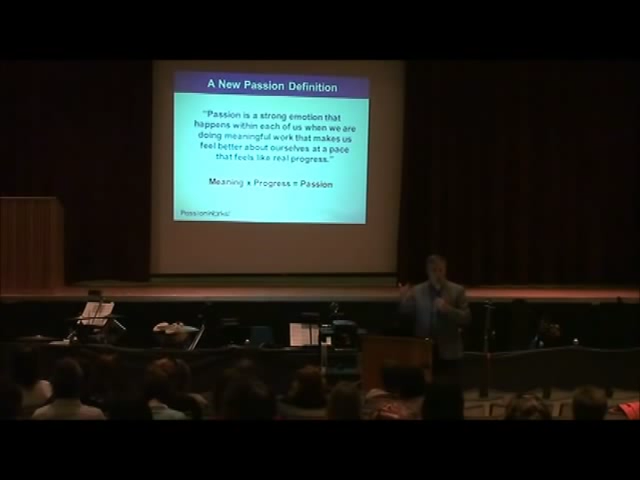 A New Passion Definition
"Passion is a strong emotion that
happens within each of us when we are
doing meaningful work that makes us
feel better about ourselves at a pace
that feels like real progress."
Meaning x Progress = Passion
PassionWorks!